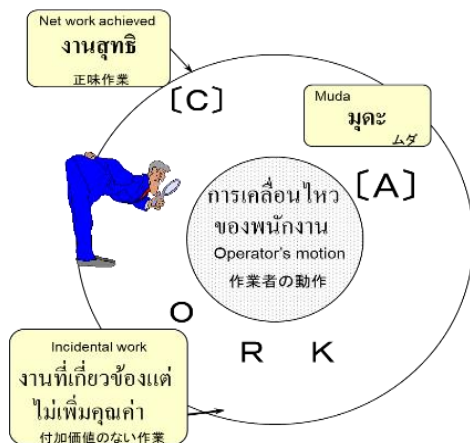 Net work achieved
งานสุทธิ
正味作業
〔C〕
Muda
มุดะ
ムダ
〔A〕
การเคลื่อนไหว
ของพนักงาน
Operator's motion
作業者の動作
O
R K
Incidental work
งานที่เกี่ยวข้องแต่
ไม่เพิ่มคุณค่า
付加価値のない作業